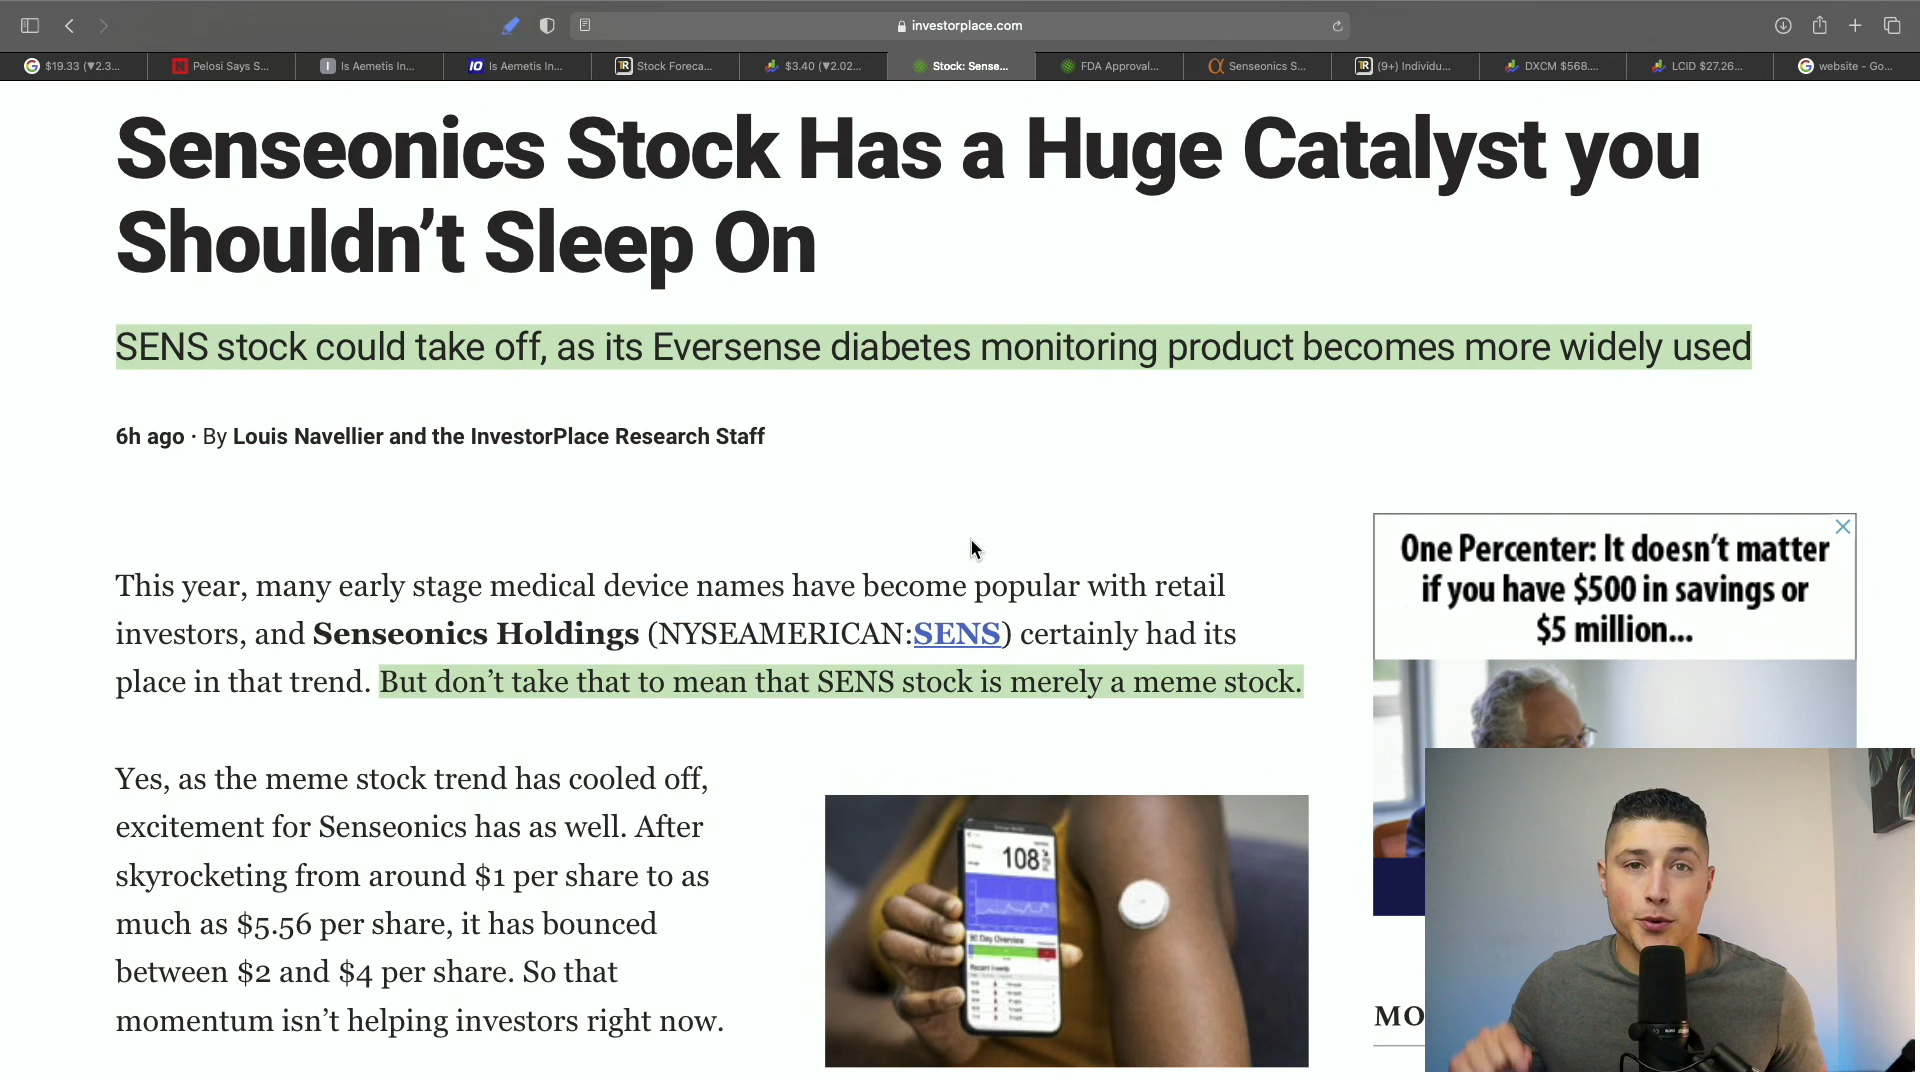 investorplace.com
$19.33 (▼2.3...
Pelosi Says S...
Is Aemetis In...
Is Aemetis In...
Stock Foreca...
$3.40 (▼2.02...
Stock: Sense...
FDA Approval...
Senseonics S...
(9+) Individu...
DXCM $568....
LCID $27.26...
website - Go...
Senseonics Stock Has a Huge Catalyst you
Shouldn’t Sleep On
SENS stock could take off, as its Eversense diabetes monitoring product becomes more widely used
6h ago · By Louis Navellier and the InvestorPlace Research Staff
This year, many early stage medical device names have become popular with retail
investors, and Senseonics Holdings (NYSEAMERICAN:SENS) certainly had its
place in that trend. But don’t take that to mean that SENS stock is merely a meme stock.
Yes, as the meme stock trend has cooled off,
excitement for Senseonics has as well. After
skyrocketing from around $1 per share to as
much as $5.56 per share, it has bounced
between $2 and $4 per share. So that
momentum isn’t helping investors right now.
108
90 Day Overview
Recent Events
One Percenter: It doesn’t matter
if you have $500 in savings or
$5 million...
MO